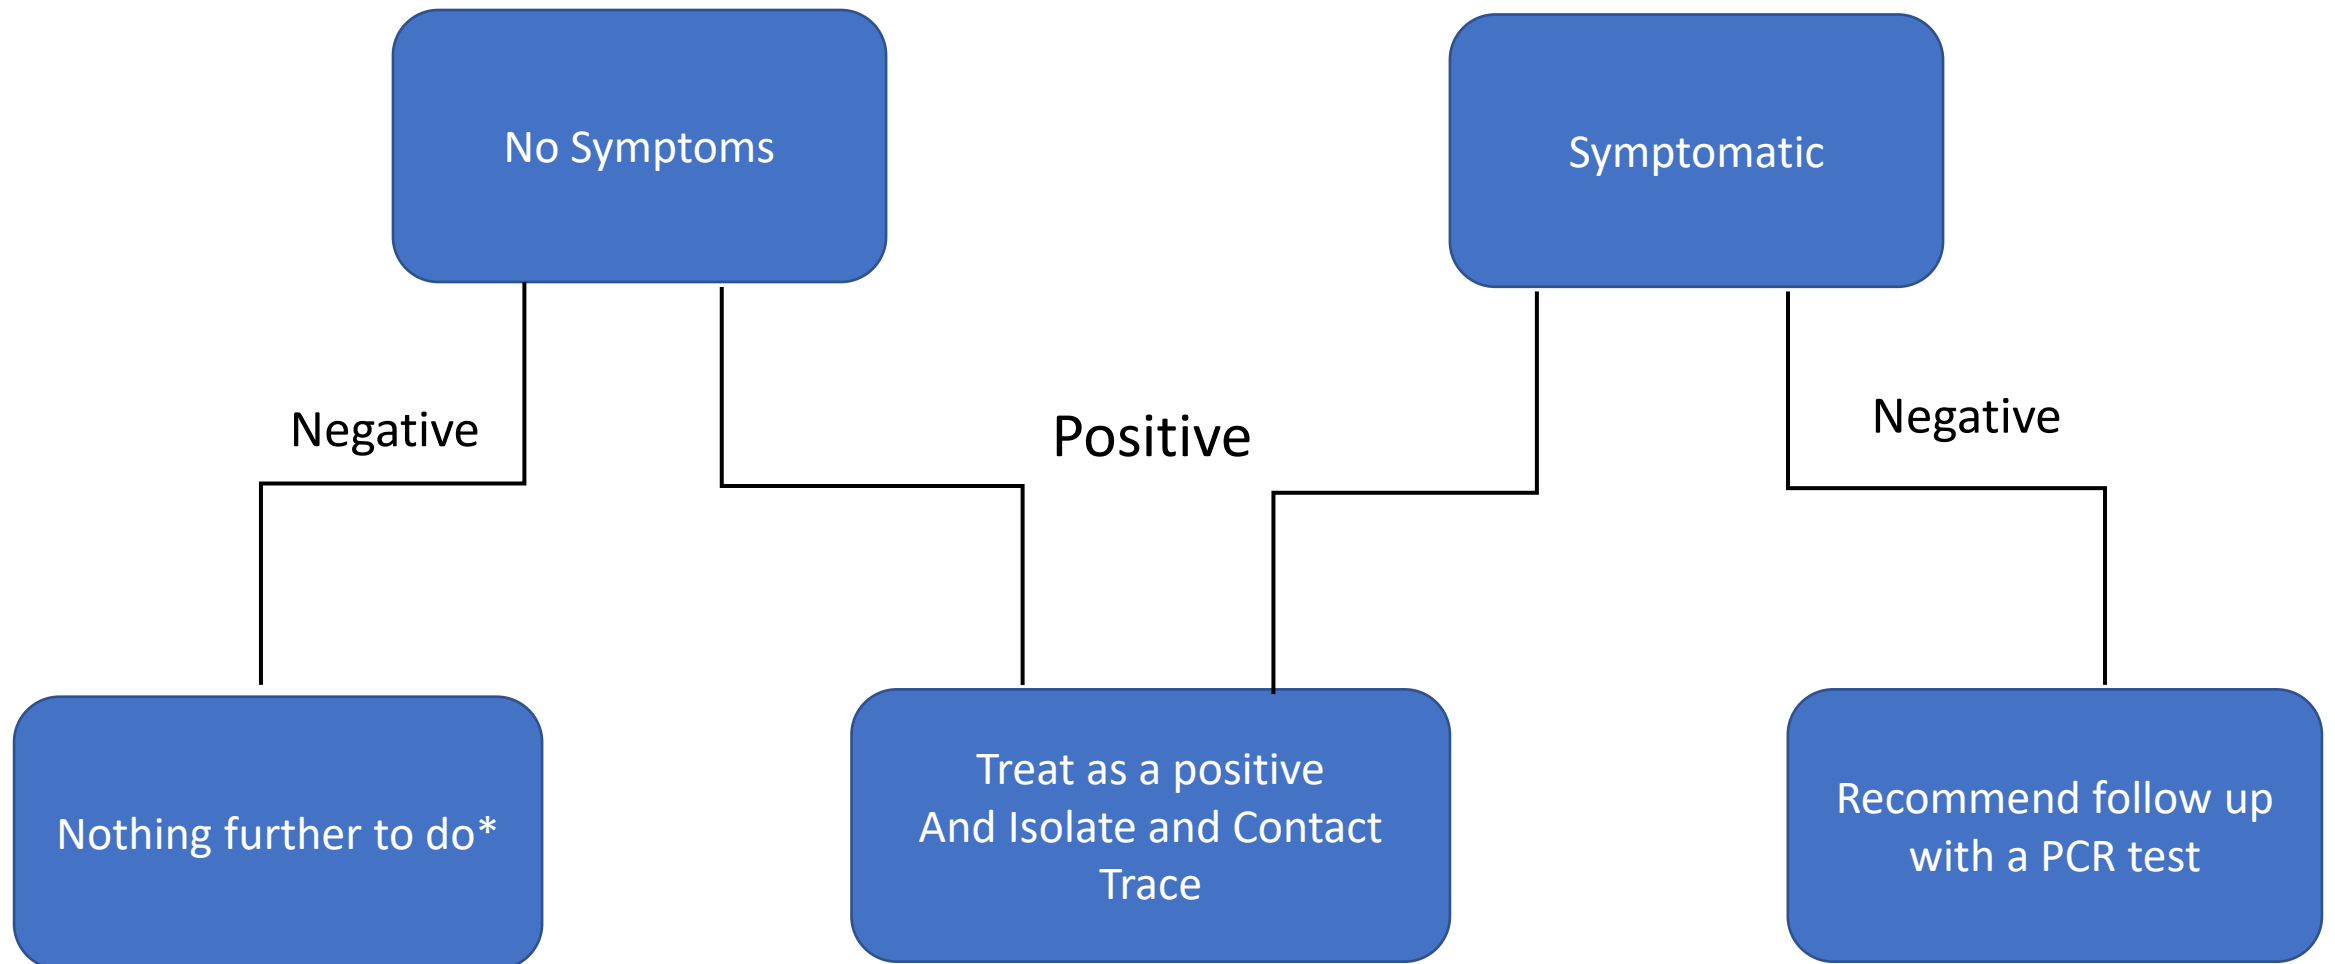 No Symptoms
Symptomatic
Negative
Positive
Negative
Nothing further to do*
Treat as a positive
And Isolate and Contact
Trace
Recommend follow up
with a PCR test